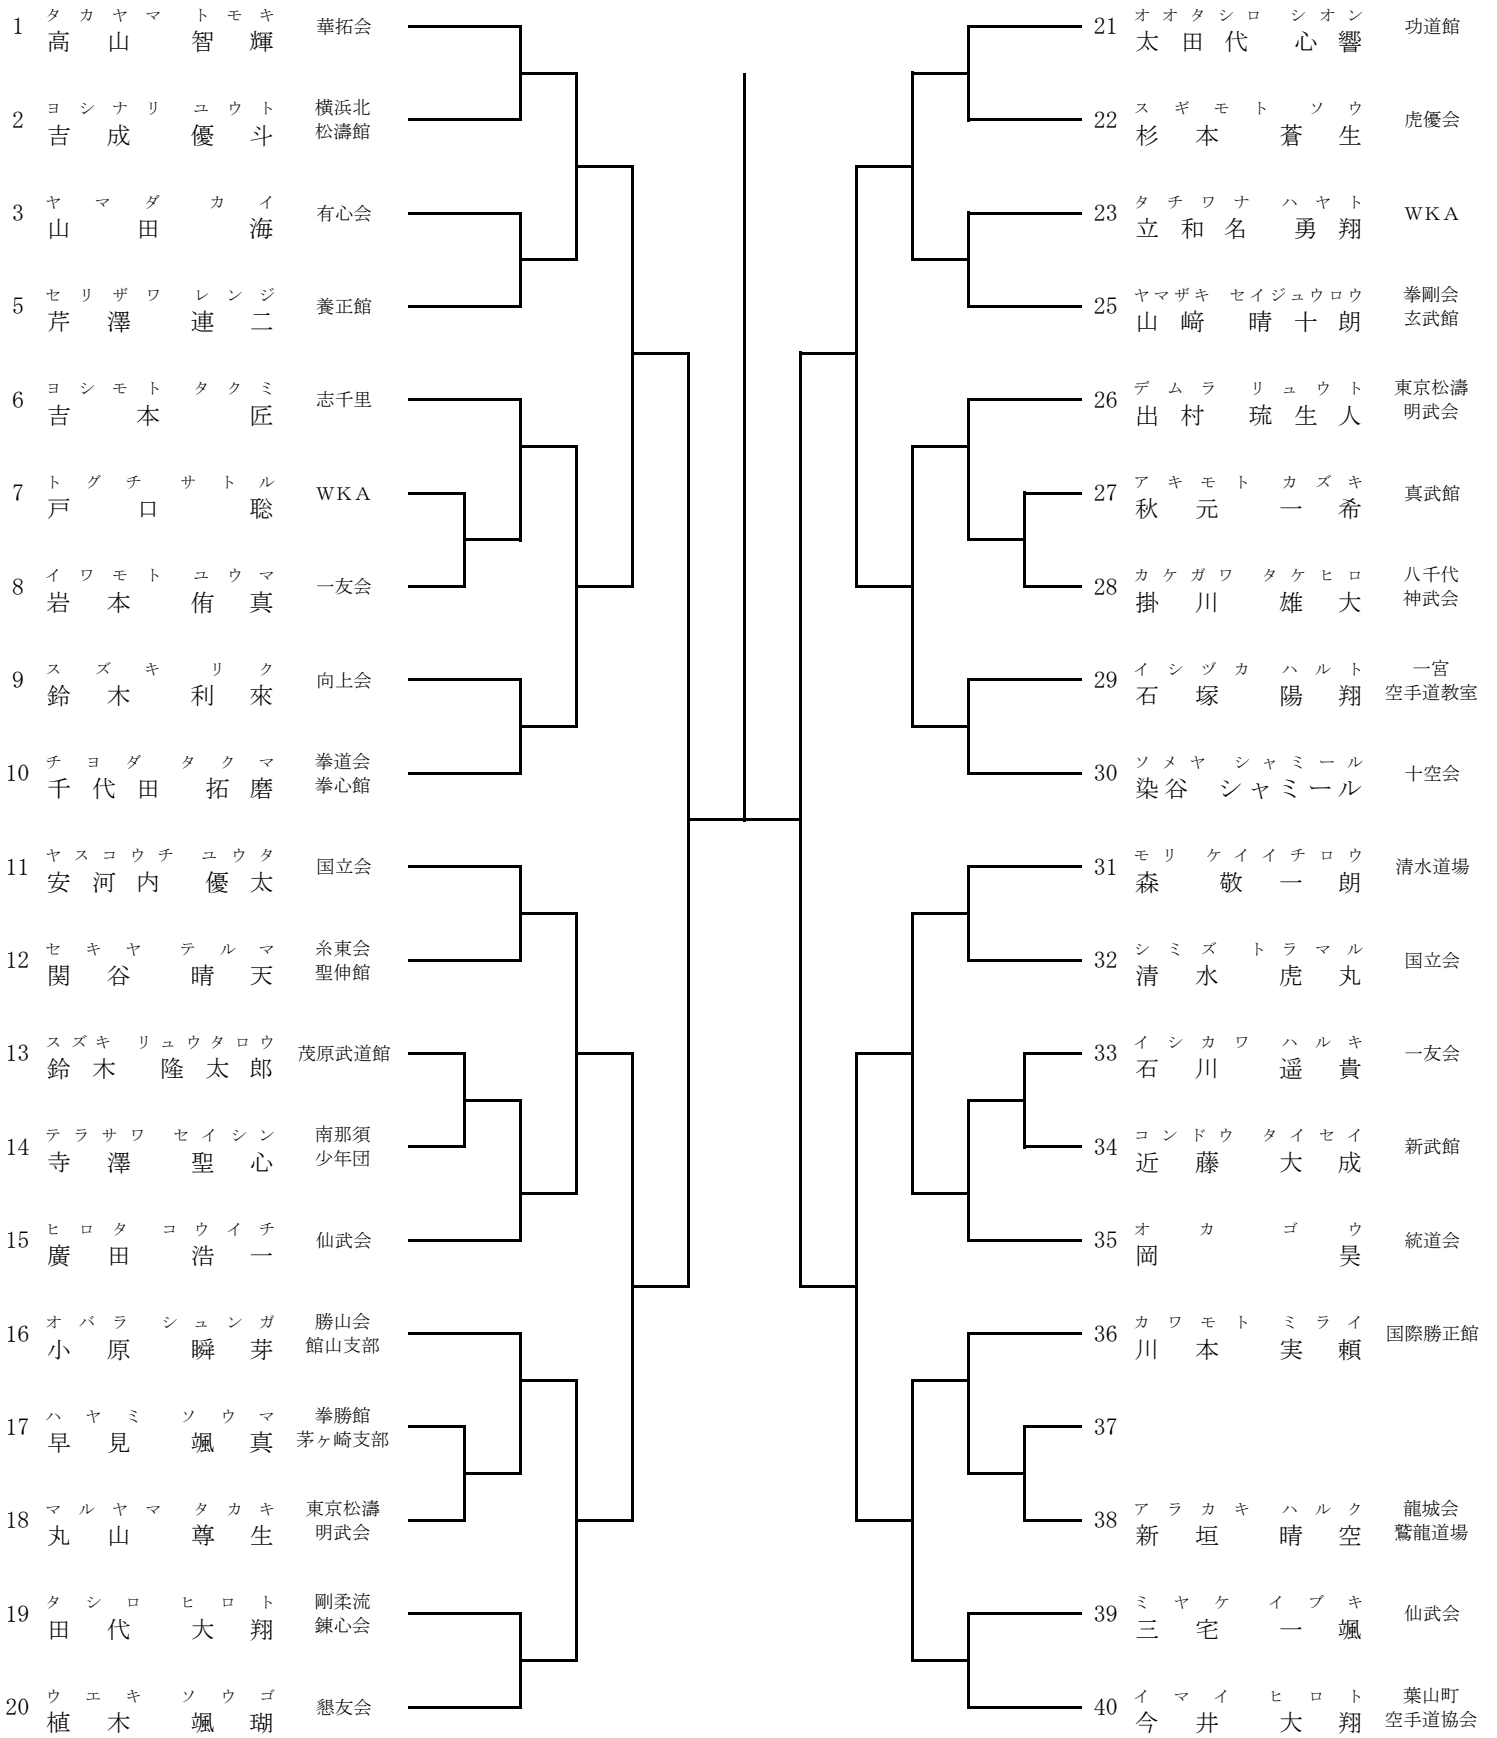 1 タカヤマ トモキ
高山 智輝 華拓会
2 ヨシナリ ユウト 横浜北
吉成 優斗 松濤館
3 ヤマダ カイ
山田 海 有心会
5 セリザワ レンジ
芹澤 連二 養正館
6 ヨシモト タクミ
吉本 匠 志千里
7 トグチ サトル
戸口 聡 WKA
8 イワモト ユウマ
岩本 侑真 一友会
9 スズキ リク
鈴木 利來 向上会
10 チヨダ タクマ 拳道会
千代田 拓磨 拳心館
11 ヤスコウチ ユウタ
安河内 優太 国立会
12 セキヤ テルマ 糸東会
関谷 晴天 聖伸館
13 スズキ リュウタロウ
鈴木 隆太郎 茂原武道館
14 テラサワ セイシン 南那須
寺澤 聖心 少年団
15 ヒロタ コウイチ
廣田 浩一 仙武会
16 オバラ シュンガ 勝山会
小原 瞬芽 館山支部
17 ハヤミ ソウマ 拳勝館
早見 颯真 茅ヶ崎支部
18 マルヤマ タカキ 東京松濤
丸山 尊生 明武会
19 タシロ ヒロト 剛柔流
田代 大翔 錬心会
20 ウエキ ソウゴ
植木 颯瑚 懇友会
21 オオタシロ シオン
太田代 心響 功道館
22 スギモト ソウ
杉本 蒼生 虎優会
23 タチワナ ハヤト
立和名 勇翔 WKA
25 ヤマザキ セイジュウロウ 拳剛会
山﨑 晴十朗 玄武館
26 デムラ リュウト 東京松濤
出村 琉生人 明武会
27 アキモト カズキ
秋元 一希 真武館
28 カケガワ タケヒロ 八千代
掛川 雄大 神武会
29 イシヅカ ハルト 一宮
石塚 陽翔 空手道教室
30 ソメヤ シャミール
染谷 シャミール 十空会
31 モリ ケイイチロウ
森 敬一朗 清水道場
32 シミズ トラマル
清水 虎丸 国立会
33 イシカワ ハルキ
石川 遥貴 一友会
34 コンドウ タイセイ
近藤 大成 新武館
35 オカ ゴウ
岡 昊 統道会
36 カワモト ミライ
川本 実頼 国際勝正館
37
38 アラカキ ハルク 龍城会
新垣 晴空 鷲龍道場
39 ミヤケ イブキ
三宅 一颯 仙武会
40 イマイ ヒロト 葉山町
今井 大翔 空手道協会